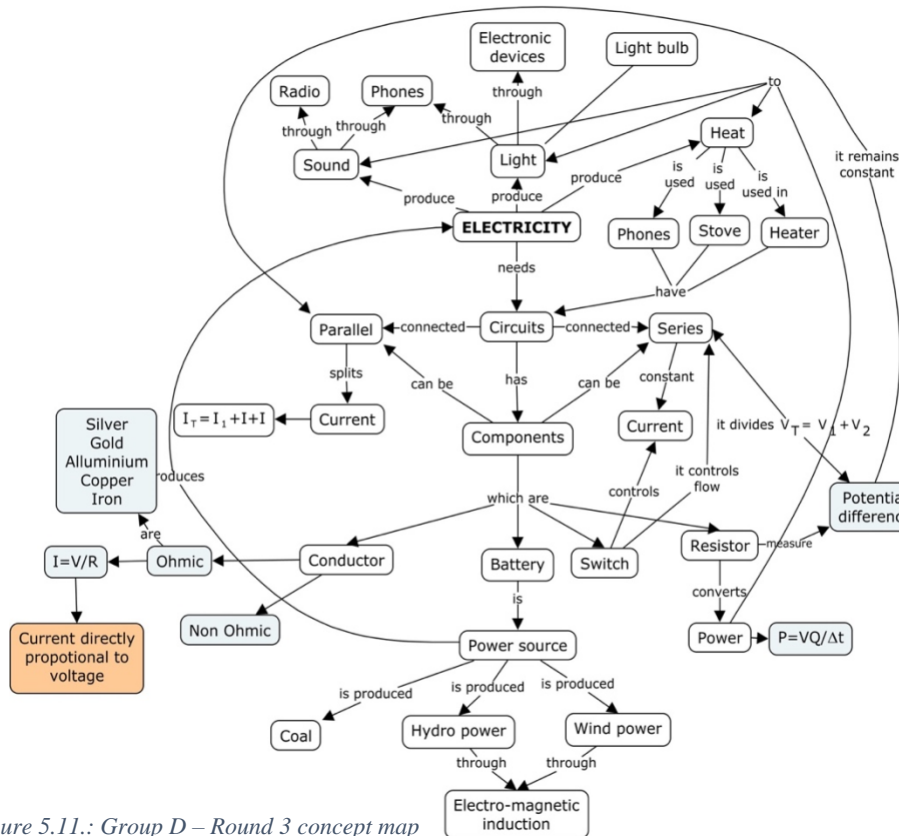 Electronic
devices
Light bulb
to
Radio
Phones
through
through
through
through
Heat
it remains
constant
Sound
Light
is
used
is
used
is
used in
produce
produce
produce
ELECTRICITY
Phones
Stove
Heater
needs
have
Parallel
connected
Circuits
connected
Series
splits
can be
has
can be
constant
I_T = I_1 +I+I
Current
Current
it divides V_T = V_1 + V_2
Components
Silver
Gold
Alluminium
Copper
Iron
oduces
it controls
flow
controls
which are
Potentia
differenc
are
I=V/R
Ohmic
Conductor
Battery
Switch
Resistor
measure
converts
is
Non Ohmic
Current directly
propotional to
voltage
Power source
Power
P=VQ/Δt
is produced
is produced
is produced
Coal
Hydro power
Wind power
through
through
Electro-magnetic
induction
ure 5.11.: Group D – Round 3 concept map